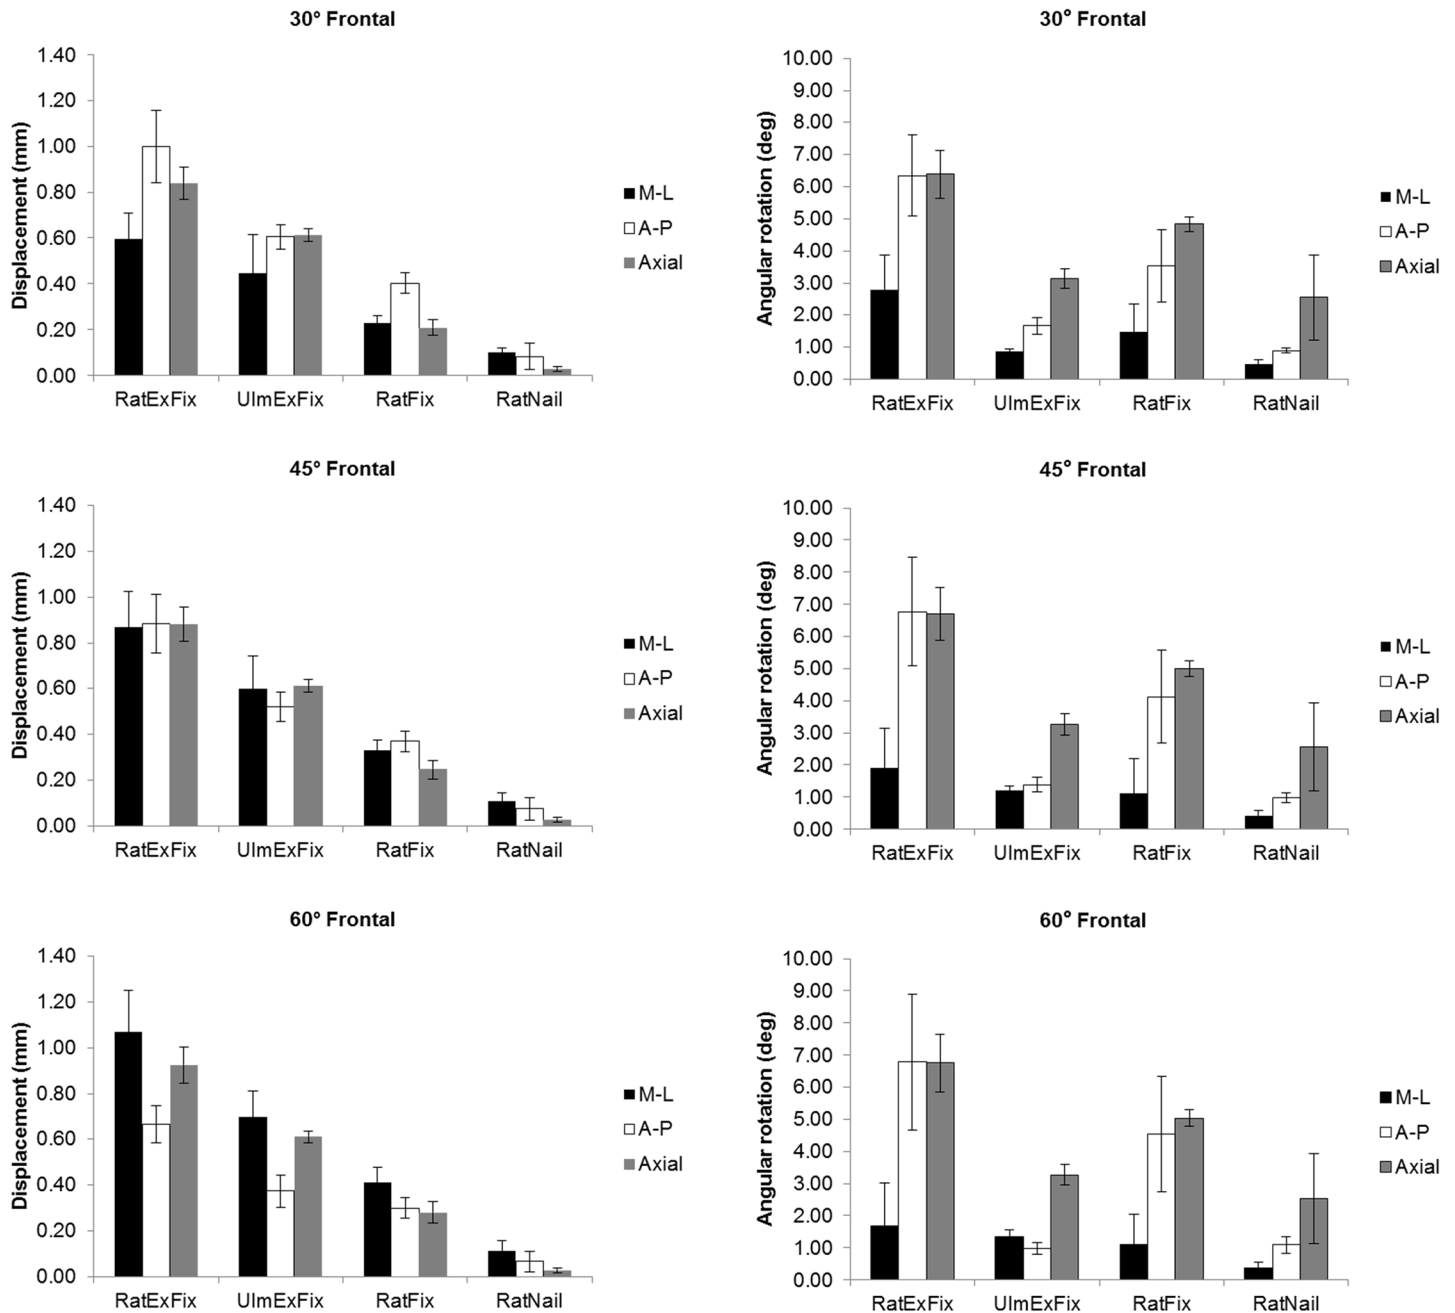 30º Frontal
Displacement (mm)
1.40
1.20
1.00
0.80
0.60
0.40
0.20
0.00
RatExFix UlmExFix RatFix RatNail
M-L
A-P
Axial
30° Frontal
Angular rotation (deg)
10.00
9.00
8.00
7.00
6.00
5.00
4.00
3.00
2.00
1.00
0.00
RatExFix UlmExFix RatFix RatNail
M-L
A-P
Axial
45º Frontal
Displacement (mm)
1.40
1.20
1.00
0.80
0.60
0.40
0.20
0.00
RatExFix UlmExFix RatFix RatNail
M-L
A-P
Axial
45° Frontal
Angular rotation (deg)
10.00
9.00
8.00
7.00
6.00
5.00
4.00
3.00
2.00
1.00
0.00
RatExFix UlmExFix RatFix RatNail
M-L
A-P
Axial
60º Frontal
Displacement (mm)
1.40
1.20
1.00
0.80
0.60
0.40
0.20
0.00
RatExFix UlmExFix RatFix RatNail
M-L
A-P
Axial
60° Frontal
Angular rotation (deg)
10.00
9.00
8.00
7.00
6.00
5.00
4.00
3.00
2.00
1.00
0.00
RatExFix UlmExFix RatFix RatNail
M-L
A-P
Axial